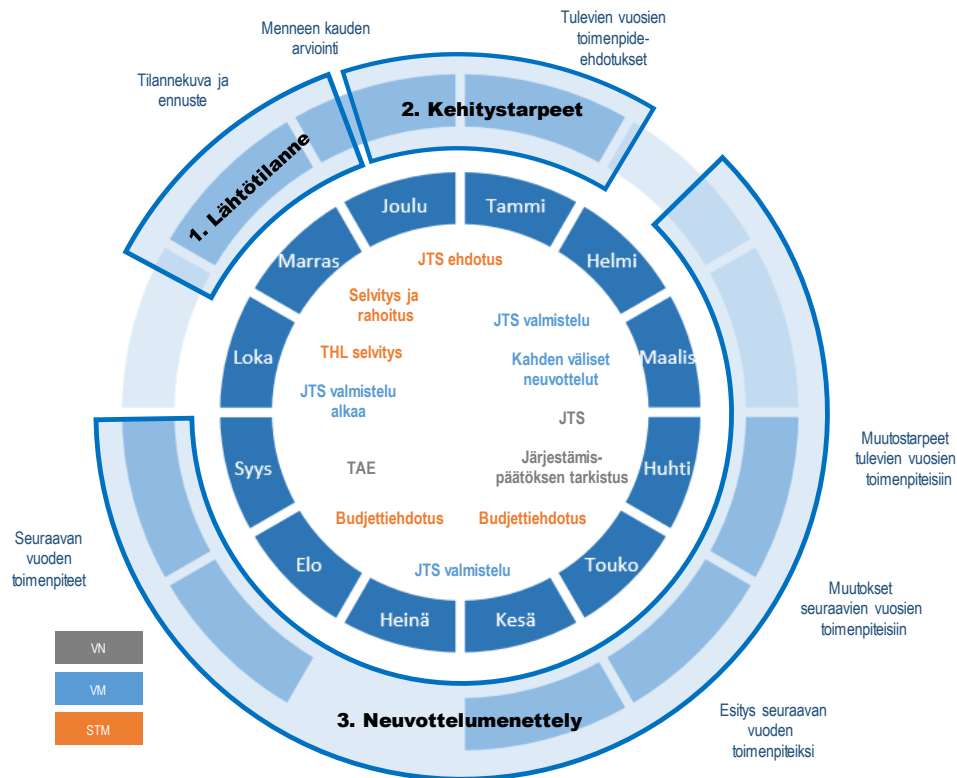 Menneen kauden
arviointi
Tulevien vuosien
toimenpide-
ehdotukset
Tilannekuva ja
ennuste
2. Kehitystarpeet
1. Lähtötilanne
Joulu
Tammi
Marras
Helmi
JTS ehdotus
Selvitys ja
rahoitus
JTS valmistelu
Loka
THL selvitys
Kahden väliset
neuvottelut
Maalis
JTS valmistelu
alkaa
JTS
Syys
TAE
Järjestämis-
päätöksen tarkistus
Huhti
Muutostarpeet
tulevien vuosien
toimenpiteisiin
Budjettiehdotus
Budjettiehdotus
Seuraavan
vuoden
toimenpiteet
Elo
JTS valmistelu
Touko
Heinä
Kesä
Muutokset
seuraavien vuosien
toimenpiteisiin
VN
VM
STM
3. Neuvottelumenettely
Esitys seuraavan
vuoden
toimenpiteiksi